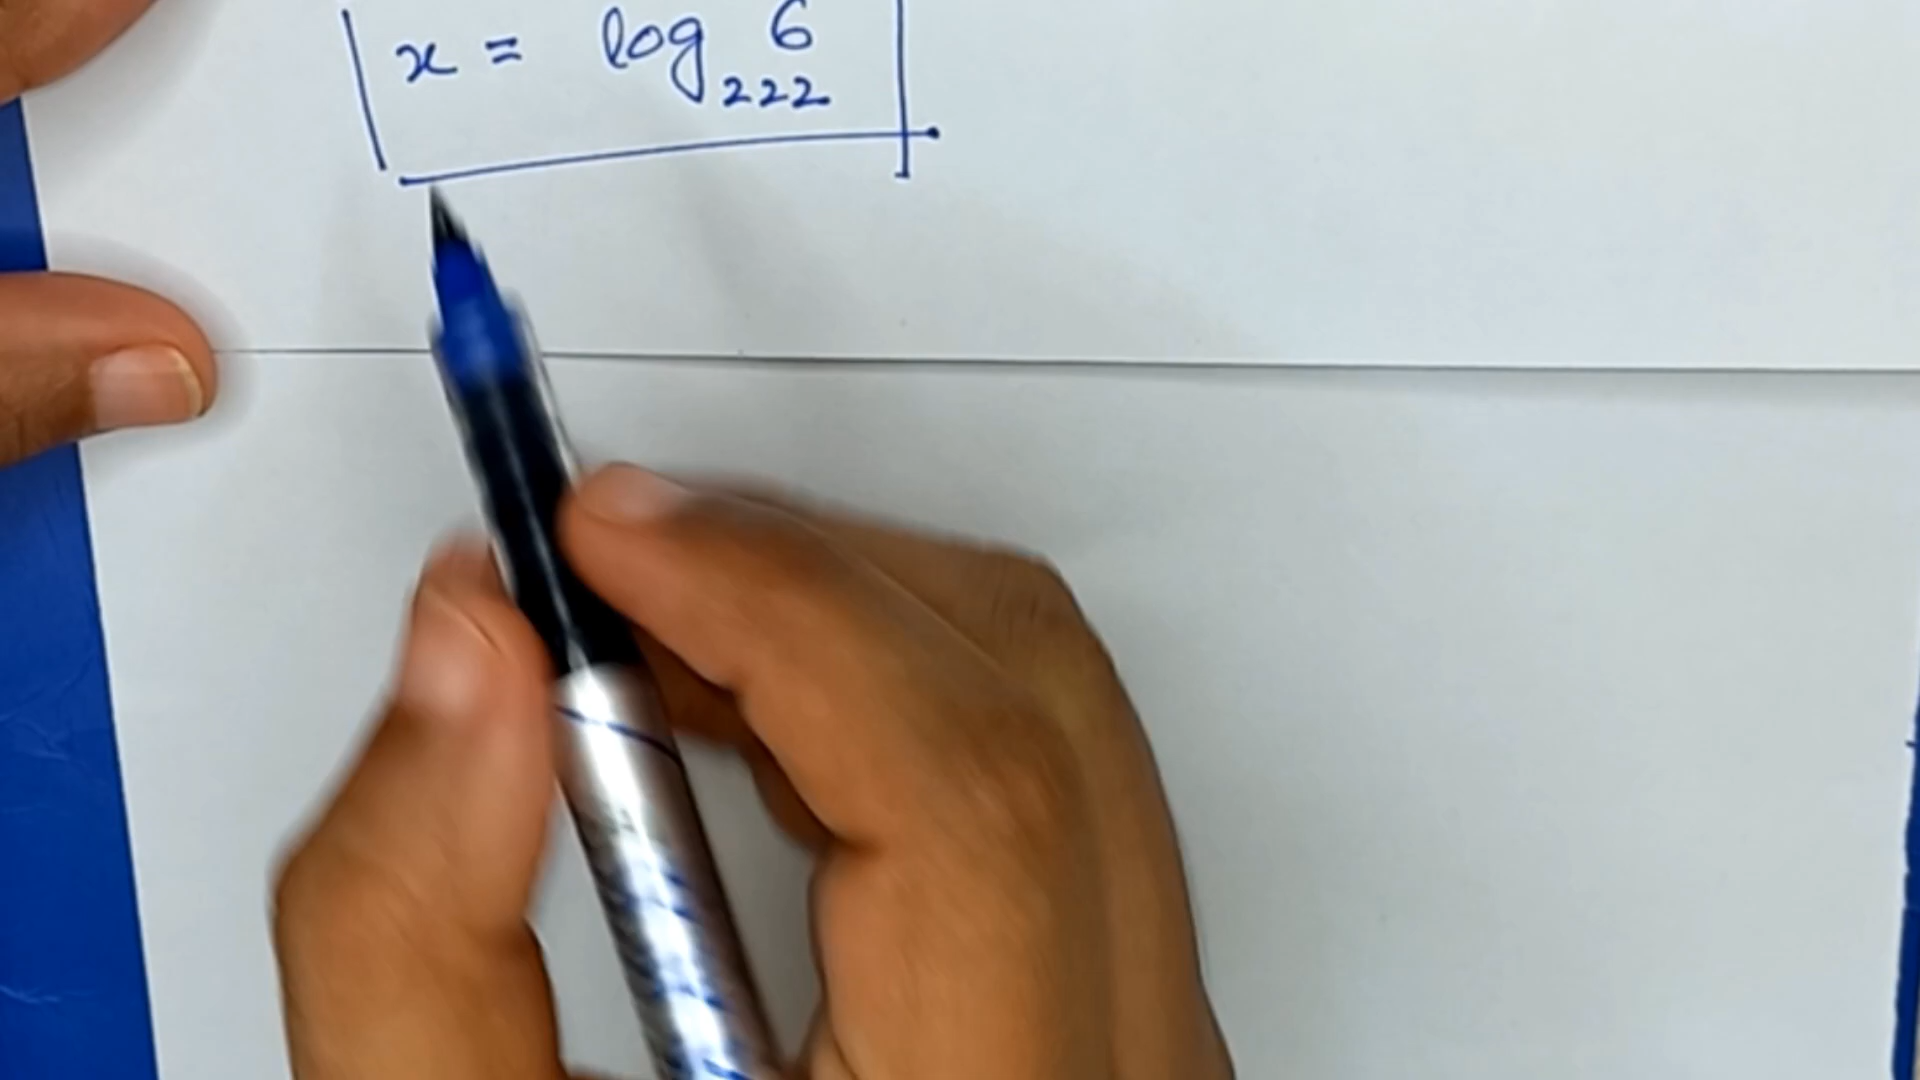 x = log₂₂₂ 6